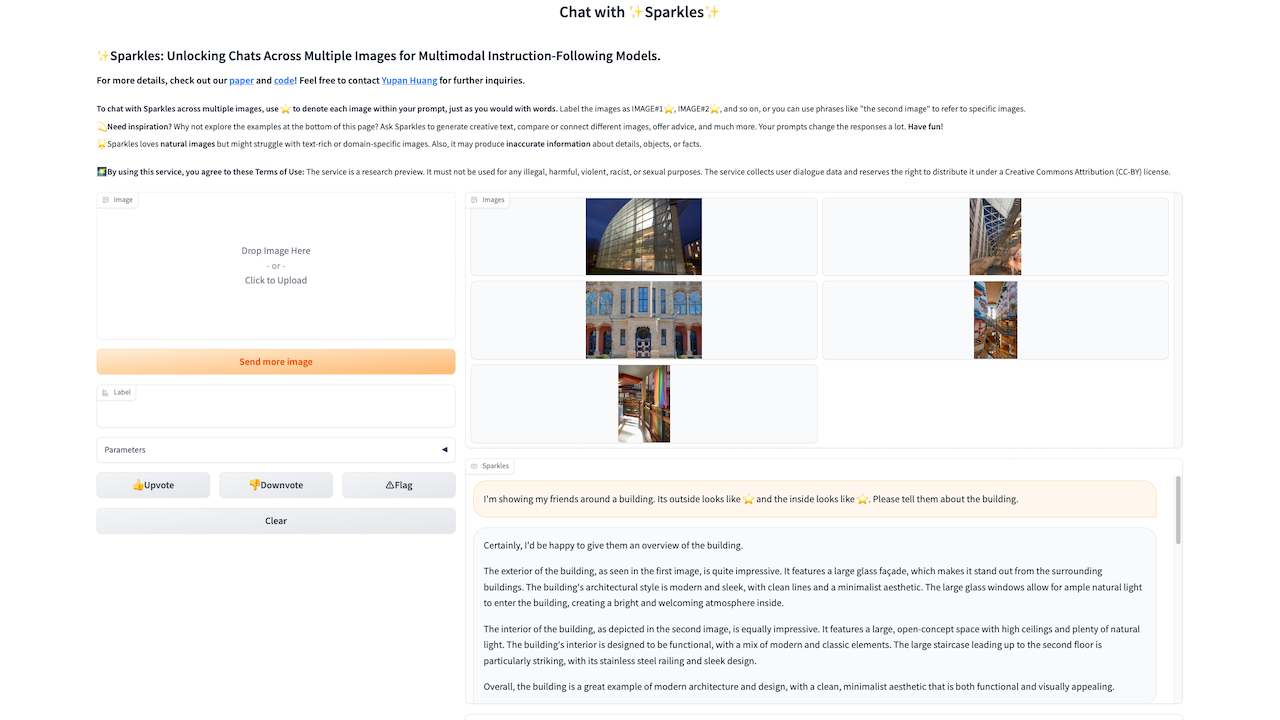 Chat with ✨Sparkles✨
✨Sparkles: Unlocking Chats Across Multiple Images for Multimodal Instruction-Following Models.
For more details, check out our paper and code! Feel free to contact Yupan Huang for further inquiries.
To chat with Sparkles across multiple images, use ⭐ to denote each image within your prompt, just as you would with words. Label the images as IMAGE#1⭐, IMAGE#2⭐, and so on, or you can use phrases like "the second image" to refer to specific images.
Need inspiration? Why not explore the examples at the bottom of this page? Ask Sparkles to generate creative text, compare or connect different images, offer advice, and much more. Your prompts change the responses a lot. Have fun!
Sparkles loves natural images but might struggle with text-rich or domain-specific images. Also, it may produce inaccurate information about details, objects, or facts.
By using this service, you agree to these Terms of Use: The service is a research preview. It must not be used for any illegal, harmful, violent, racist, or sexual purposes. The service collects user dialogue data and reserves the right to distribute it under a Creative Commons Attribution (CC-BY) license.
Image
Drop Image Here
- or -
Click to Upload
Send more image
Label
Parameters
👍Upvote
👎Downvote
⚠Flag
Clear
Images
Sparkles
I'm showing my friends around a building. Its outside looks like ⭐ and the inside looks like ⭐. Please tell them about the building.
Certainly, I'd be happy to give them an overview of the building.
The exterior of the building, as seen in the first image, is quite impressive. It features a large glass façade, which makes it stand out from the surrounding
buildings. The building's architectural style is modern and sleek, with clean lines and a minimalist aesthetic. The large glass windows allow for ample natural light
to enter the building, creating a bright and welcoming atmosphere inside.
The interior of the building, as depicted in the second image, is equally impressive. It features a large, open-concept space with high ceilings and plenty of natural
light. The building's interior is designed to be functional, with a mix of modern and classic elements. The large staircase leading up to the second floor is
particularly striking, with its stainless steel railing and sleek design.
Overall, the building is a great example of modern architecture and design, with a clean, minimalist aesthetic that is both functional and visually appealing.